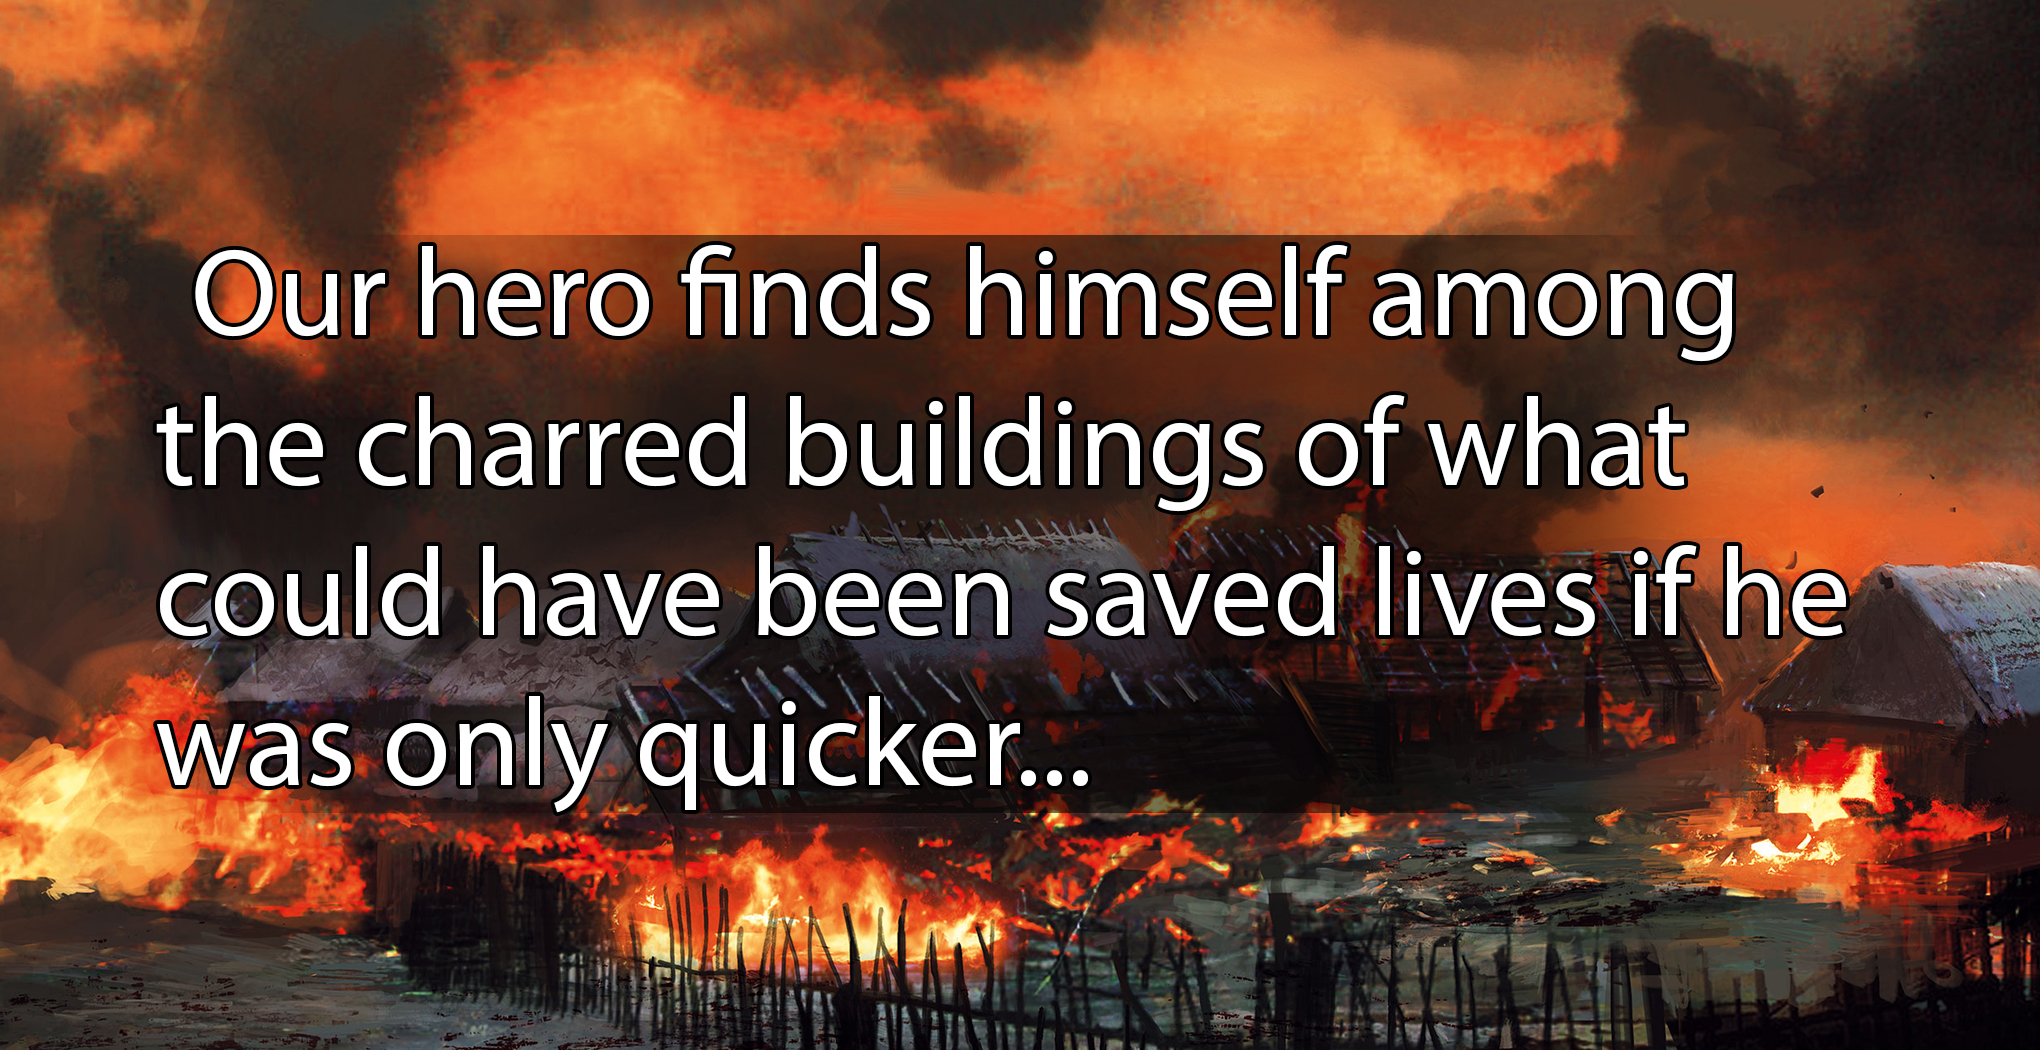 Our hero finds himself among
the charred buildings of what
could have been saved lives if he
was only quicker...